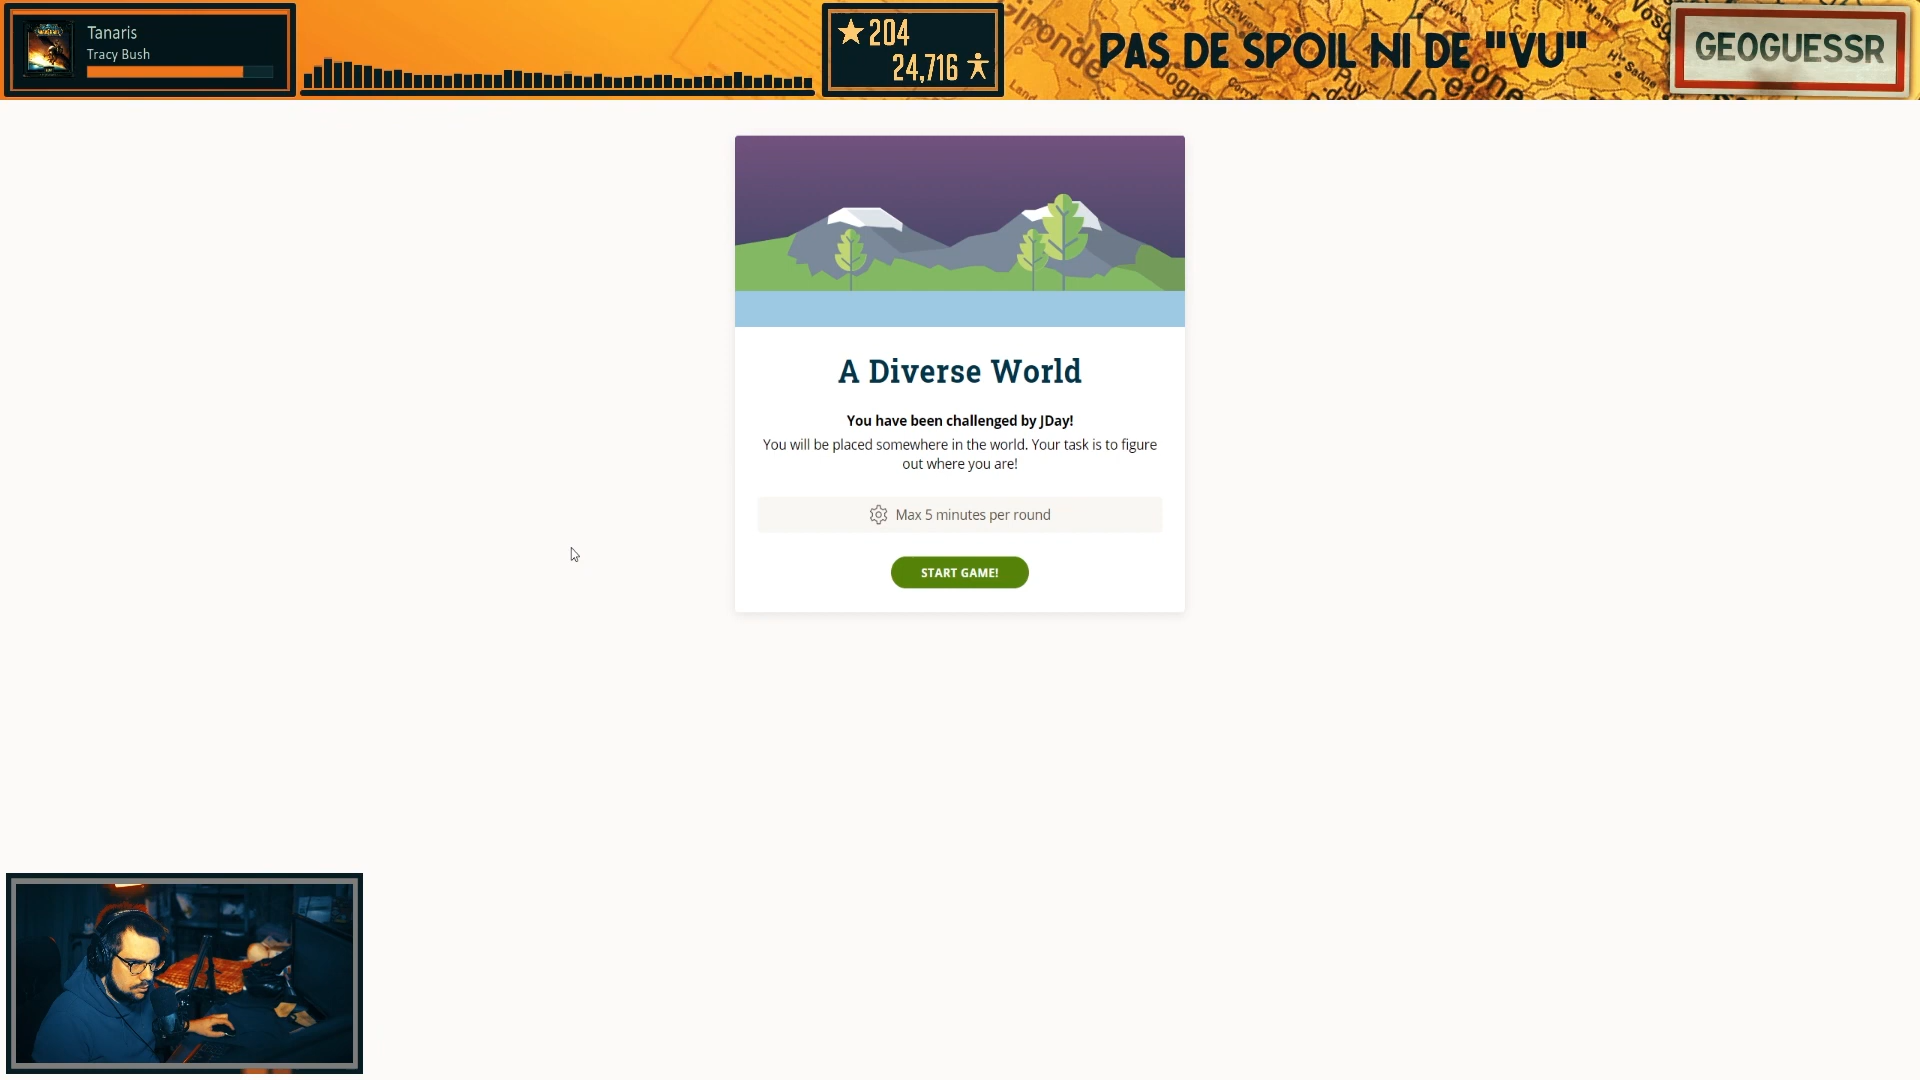 Tanaris
Tracy Bush
204
24,716
PAS DE SPOIL NI DE "VU"
GEOGUESSR
Gironde
A Diverse World
You have been challenged by JDay!
You will be placed somewhere in the world. Your task is to figure
out where you are!
Max 5 minutes per round
START GAME!